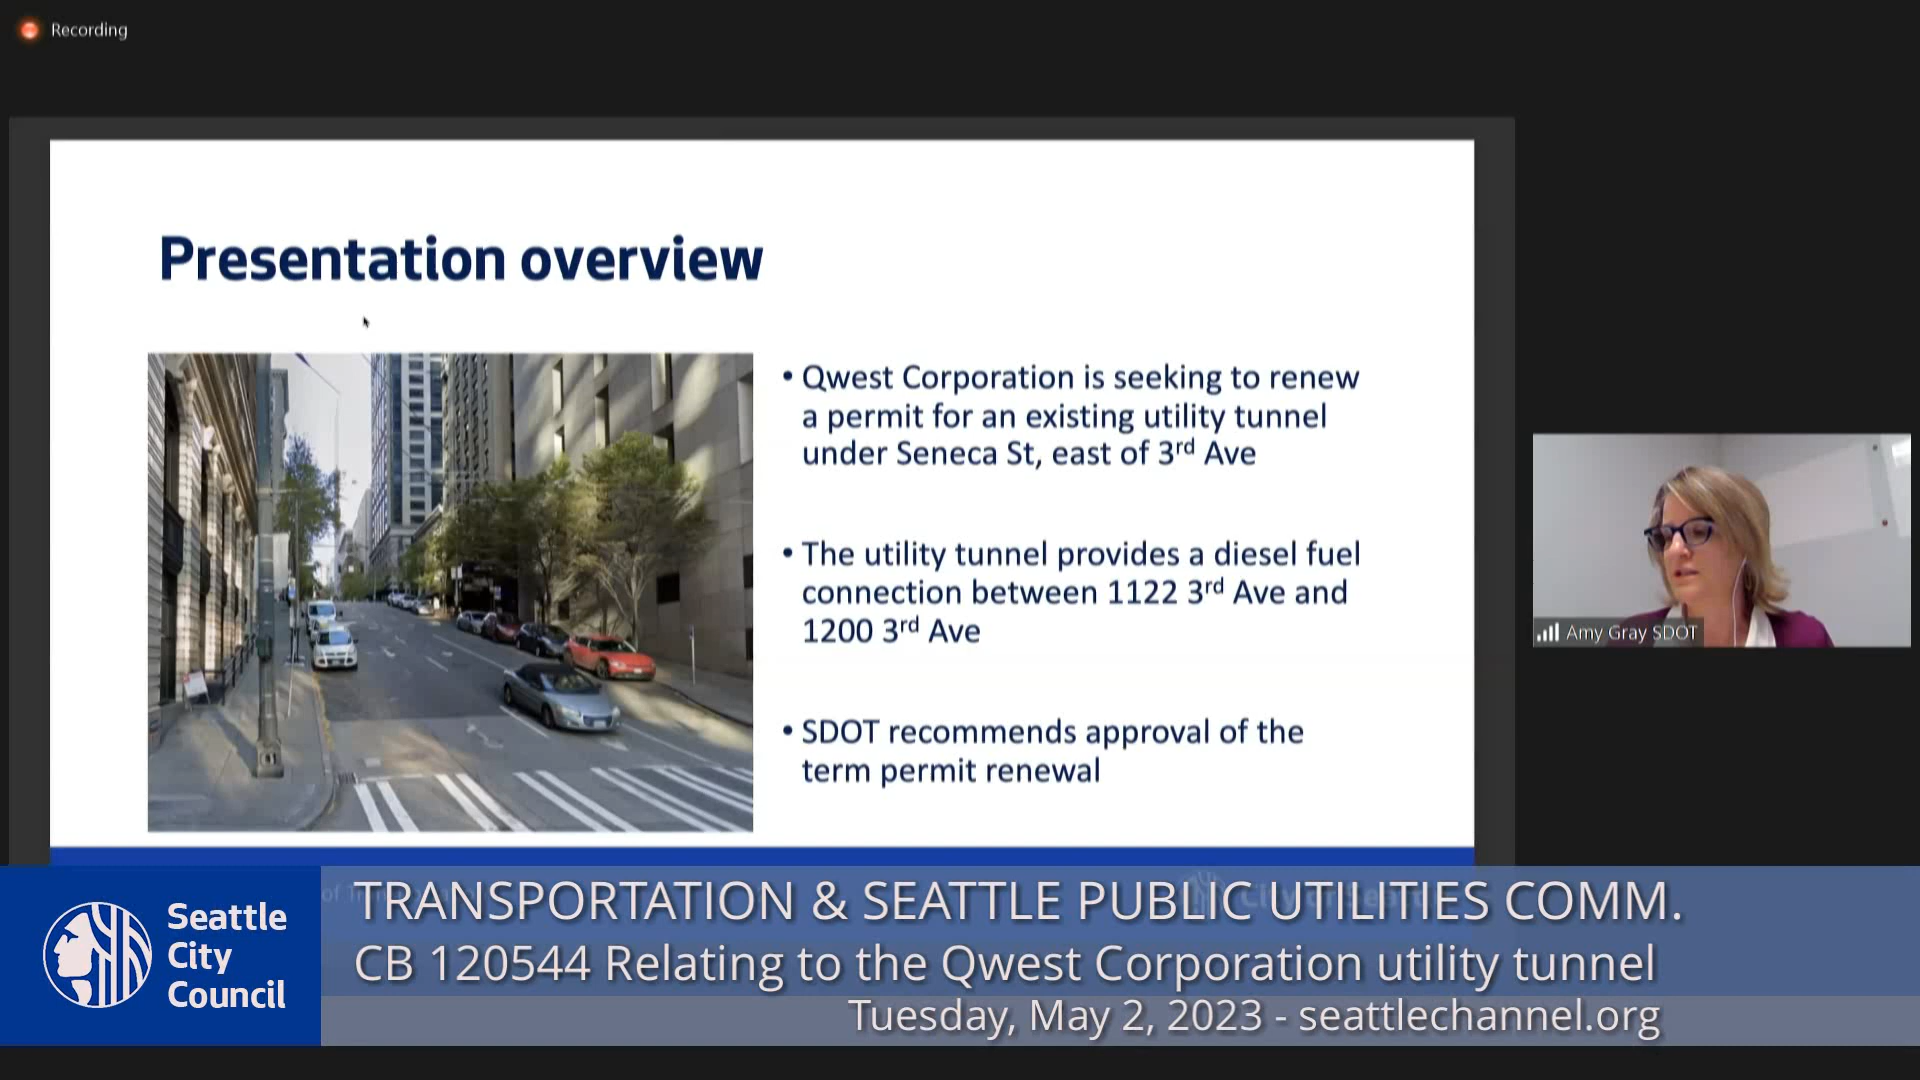 Recording
Presentation overview
• Qwest Corporation is seeking to renew
a permit for an existing utility tunnel
under Seneca St, east of 3rd Ave
• The utility tunnel provides a diesel fuel
connection between 1122 3rd Ave and
1200 3rd Ave
• SDOT recommends approval of the
term permit renewal
Amy Gray SDOT
Seattle
City
Council
TRANSPORTATION & SEATTLE PUBLIC UTILITIES COMM.
CB 120544 Relating to the Qwest Corporation utility tunnel
Tuesday, May 2, 2023 - seattlechannel.org